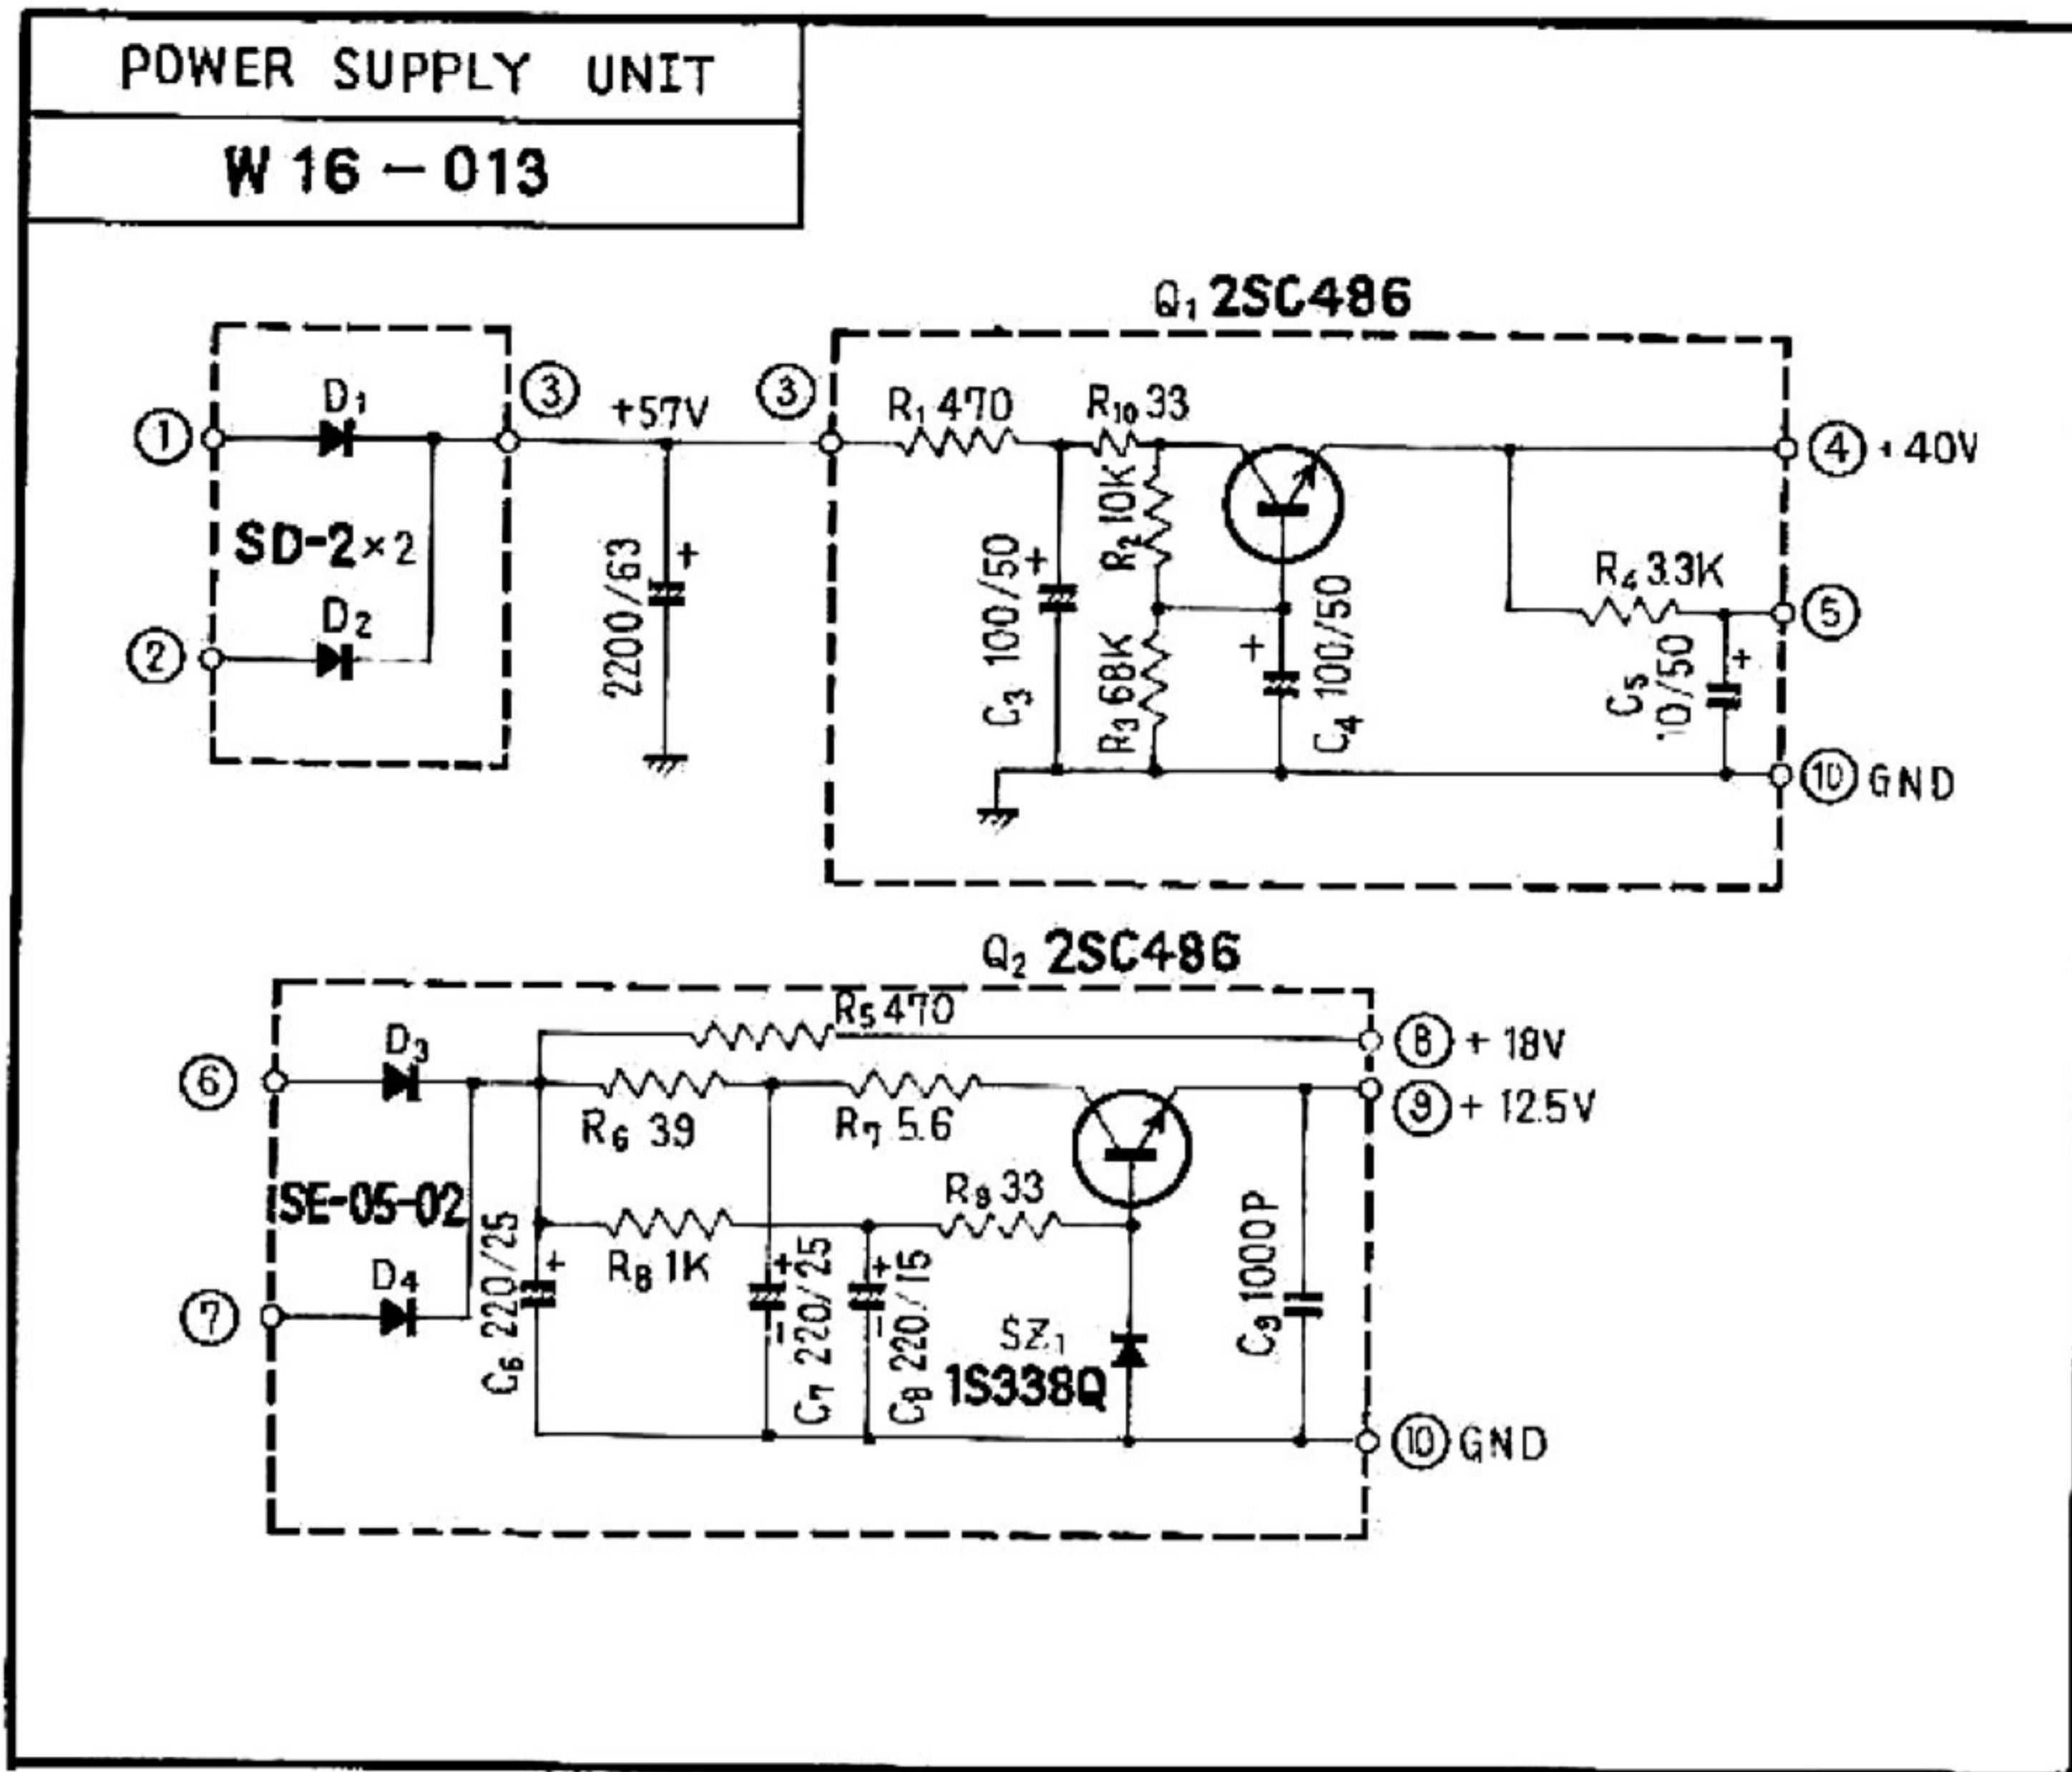 POWER SUPPLY UNIT
W 16 - 013
Q1 2SC486
① D1 ③ +57V ③ R1 470 R10 33 ④ +40V
SD-2×2
2200/63 +
C3 100/50 +
R2 10K
R3 68K
+ C4 100/50
R4 3.3K ⑤
C5 10/50 +
② D2
⑩ GND
Q2 2SC486
R5 470 ⑧ + 18V
⑥ D3
R6 39 R7 5.6 ⑨ + 12.5V
SE-05-02
R9 33
C6 220/25 +
R8 1K
C7 220/25 + −
C8 220/15 + −
⑦ D4
SZ1
1S338Q
C9 1000P
⑩ GND